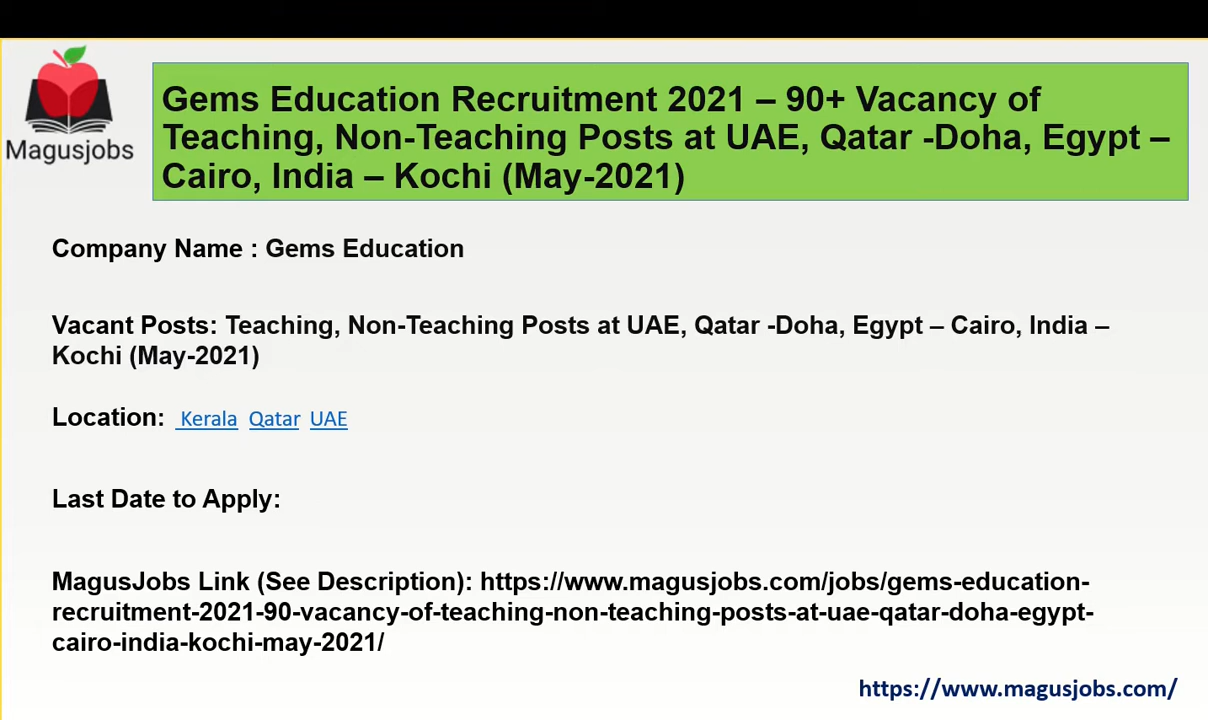 Magusjobs
Gems Education Recruitment 2021 – 90+ Vacancy of
Teaching, Non-Teaching Posts at UAE, Qatar -Doha, Egypt –
Cairo, India – Kochi (May-2021)
Company Name : Gems Education
Vacant Posts: Teaching, Non-Teaching Posts at UAE, Qatar -Doha, Egypt – Cairo, India –
Kochi (May-2021)
Location: Kerala Qatar UAE
Last Date to Apply:
MagusJobs Link (See Description): https://www.magusjobs.com/jobs/gems-education-
recruitment-2021-90-vacancy-of-teaching-non-teaching-posts-at-uae-qatar-doha-egypt-
cairo-india-kochi-may-2021/
https://www.magusjobs.com/